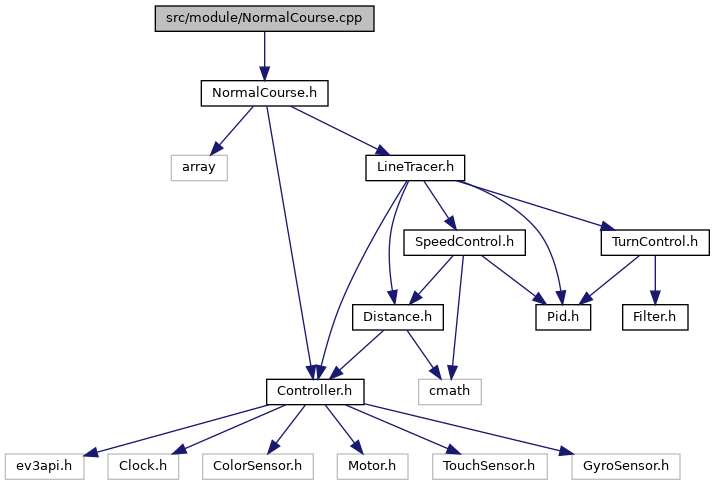 src/module/NormalCourse.cpp
NormalCourse.h
array
LineTracer.h
SpeedControl.h
TurnControl.h
Distance.h
Pid.h
Filter.h
Controller.h
cmath
ev3api.h
Clock.h
ColorSensor.h
Motor.h
TouchSensor.h
GyroSensor.h